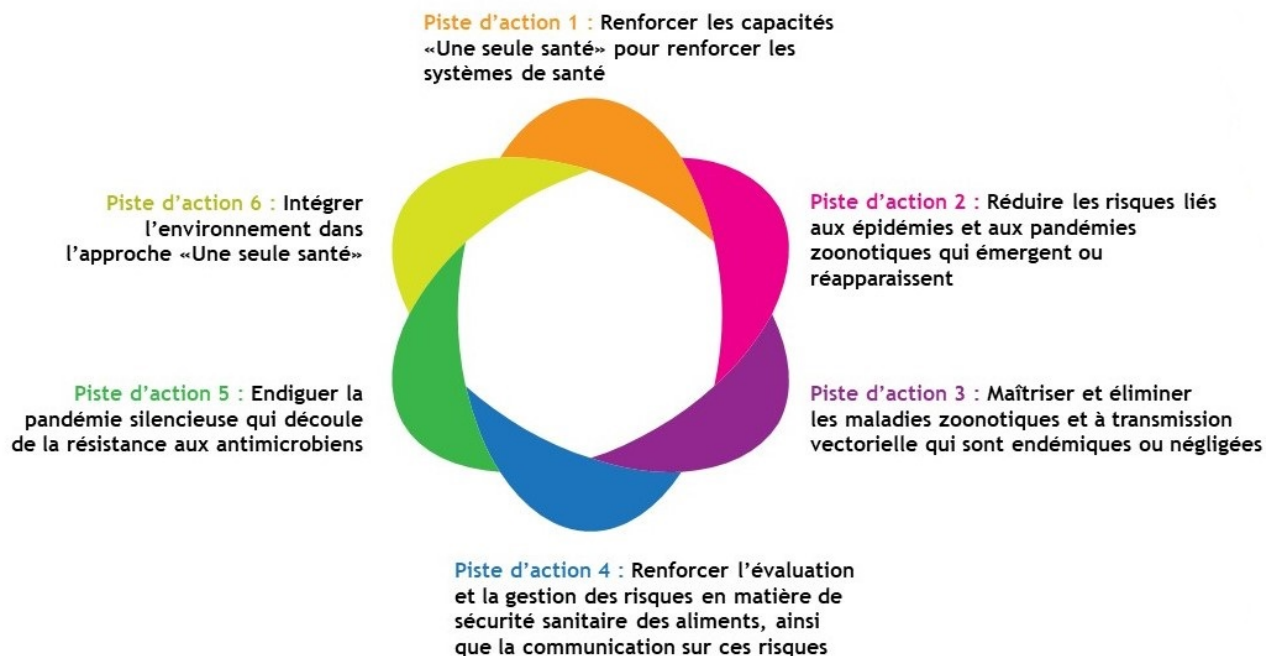 Piste d’action 1 : Renforcer les capacités
«Une seule santé» pour renforcer les
systèmes de santé
Piste d’action 2 : Réduire les risques liés
aux épidémies et aux pandémies
zoonotiques qui émergent ou
réapparaissent
Piste d’action 3 : Maîtriser et éliminer
les maladies zoonotiques et à transmission
vectorielle qui sont endémiques ou négligées
Piste d’action 4 : Renforcer l’évaluation
et la gestion des risques en matière de
sécurité sanitaire des aliments, ainsi
que la communication sur ces risques
Piste d’action 5 : Endiguer la
pandémie silencieuse qui découle
de la résistance aux antimicrobiens
Piste d’action 6 : Intégrer
l’environnement dans
l’approche «Une seule santé»